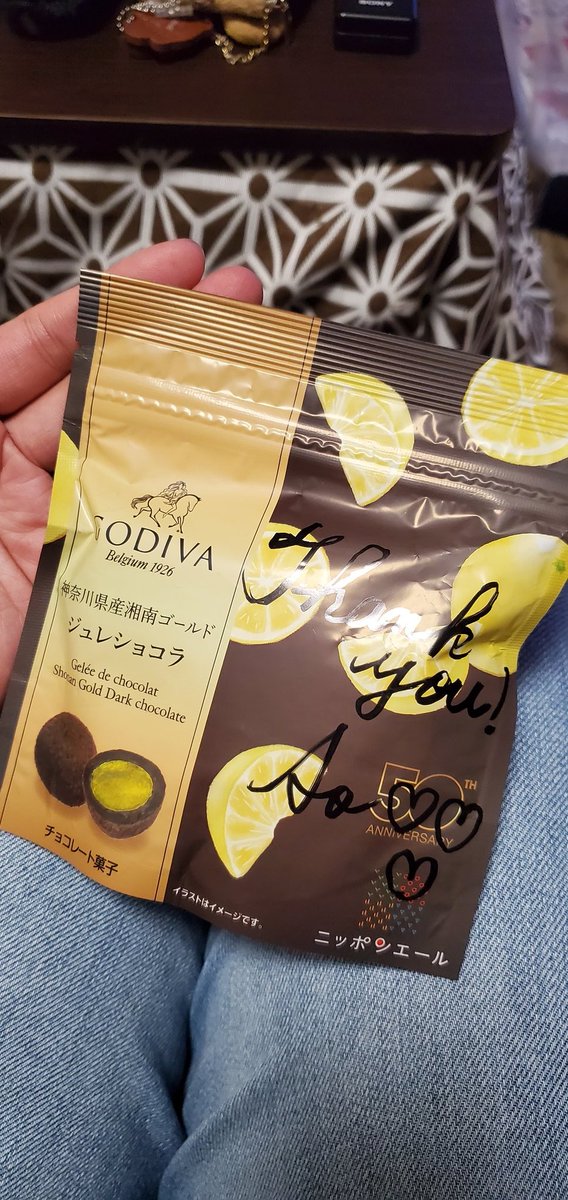 SONY
GODIVA
Belgium 1926
神奈川県産湘南ゴールド
ジュレショコラ
Gelée de chocolat
Shonan Gold Dark chocolate
チョコレート菓子
Thank
you!
So
50TH
ANNIVERSARY
イラストはイメージです。
ニッポンエール